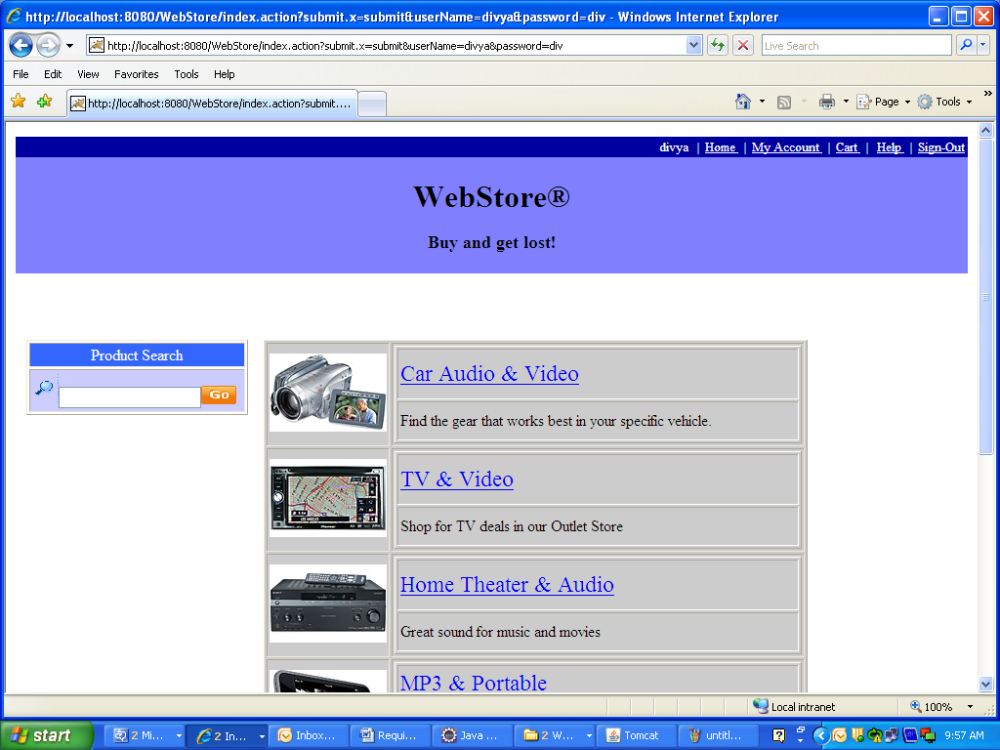 http://localhost:8080/WebStore/index.action?submit.x=submit&userName=divya&password=div - Windows Internet Explorer
http://localhost:8080/WebStore/index.action?submit.x=submit&userName=divya&password=div
Live Search
File Edit View Favorites Tools Help
http://localhost:8080/WebStore/index.action?submit....
Page Tools »
divya | Home | My Account | Cart | Help | Sign-Out
WebStore®
Buy and get lost!
Product Search
Go
Car Audio & Video
Find the gear that works best in your specific vehicle.
TV & Video
Shop for TV deals in our Outlet Store
Home Theater & Audio
Great sound for music and movies
MP3 & Portable
Local intranet 100%
start 2 Mi... 2 In... Inbox... Requi... Java ... 2 W... Tomcat untitl... 9:57 AM